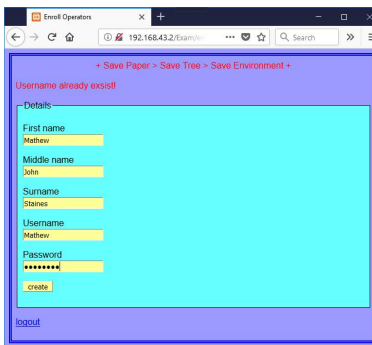 Enroll Operators
192.168.43.2/Exam/e
Search
+ Save Paper > Save Tree > Save Environment +
Username already exsist!
Details
First name
Mathew
Middle name
John
Surname
Staines
Username
Mathew
Password
create
logout